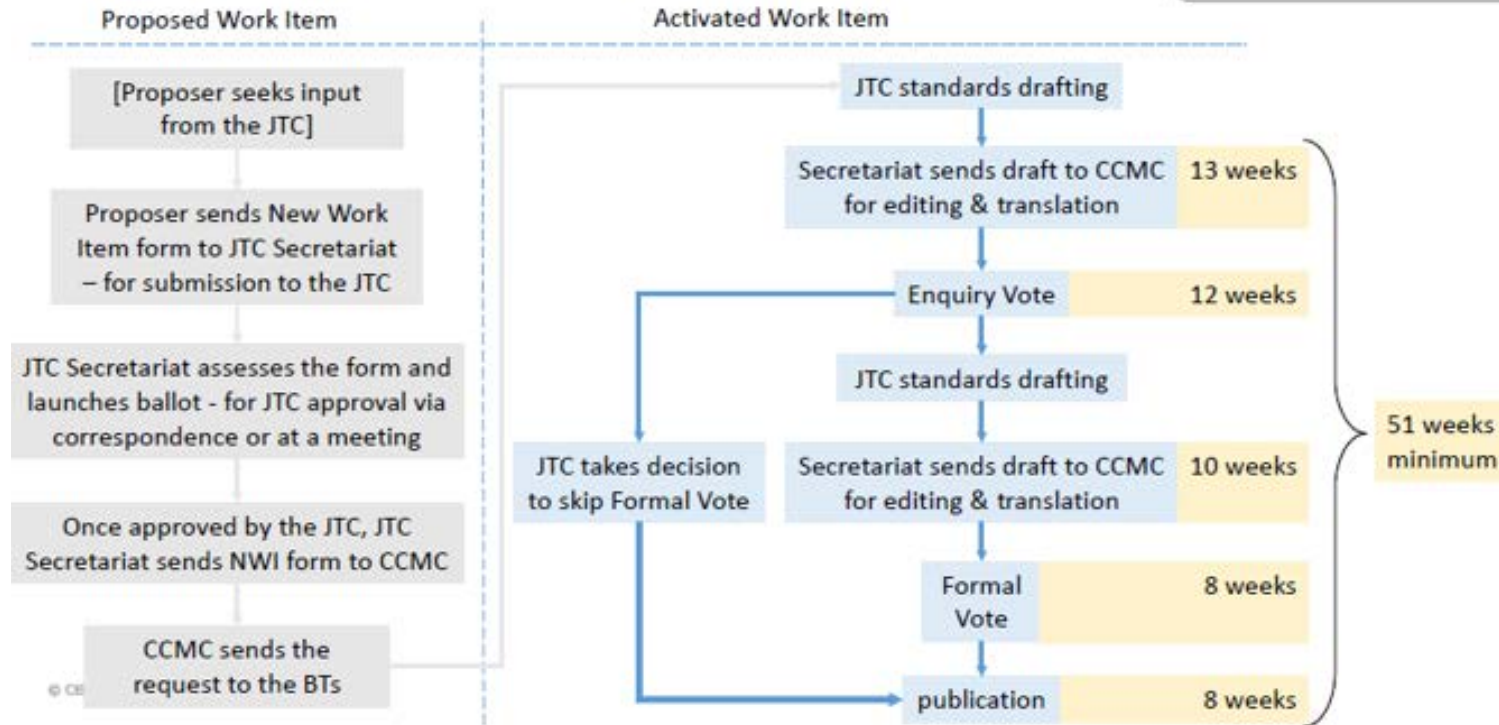 Proposed Work Item
Activated Work Item
[Proposer seeks input
from the JTC]
Proposer sends New Work
Item form to JTC Secretariat
– for submission to the JTC
JTC Secretariat assesses the form and
launches ballot - for JTC approval via
correspondence or at a meeting
Once approved by the JTC, JTC
Secretariat sends NWI form to CCMC
CCMC sends the
request to the BTs
©
JTC standards drafting
Secretariat sends draft to CCMC
for editing & translation
13 weeks
Enquiry Vote
12 weeks
JTC standards drafting
JTC takes decision
to skip Formal Vote
Secretariat sends draft to CCMC
for editing & translation
10 weeks
Formal
Vote
8 weeks
publication
8 weeks
51 weeks
minimum